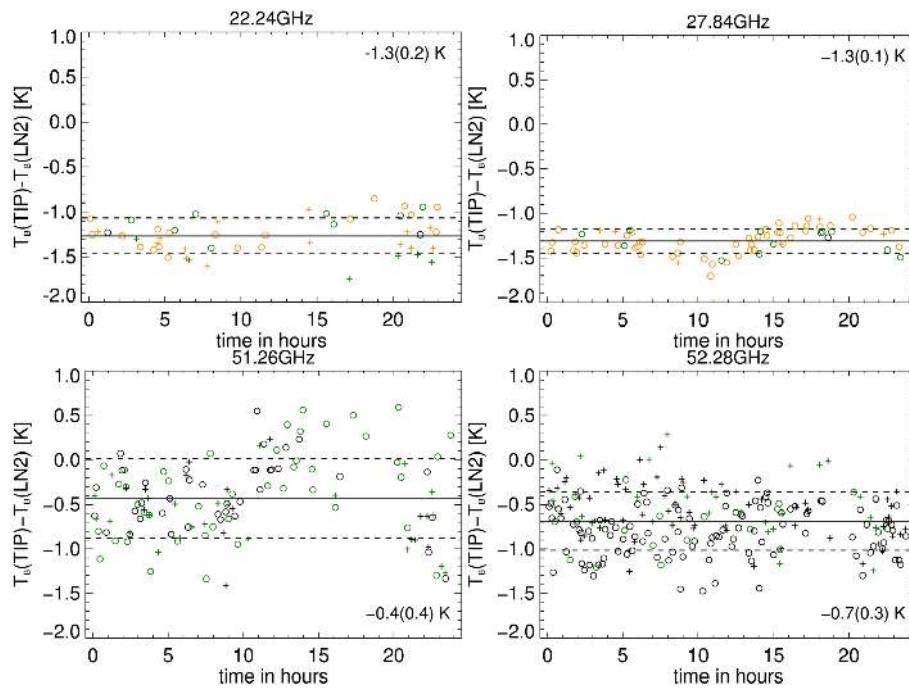 22.24GHz
1.0
0.5
0.0
-0.5
-1.0
-1.5
-2.0
T_B(TIP)-T_B(LN2) [K]
-1.3(0.2) K
0 5 10 15 20
time in hours
27.84GHz
1.0
0.5
0.0
-0.5
-1.0
-1.5
-2.0
(TIP)−T_B(LN2) [K]
−1.3(0.1) K
0 5 10 15 20
time in hours
51.26GHz
1.0
0.5
0.0
-0.5
-1.0
-1.5
-2.0
(TIP)−T(LN2) [K]
−0.4(0.4) K
0 5 10 15 20
time in hours
52.28GHz
1.0
0.5
0.0
-0.5
-1.0
-1.5
-2.0
(TIP)−T(LN2) [K]
−0.7(0.3) K
0 5 10 15 20
time in hours